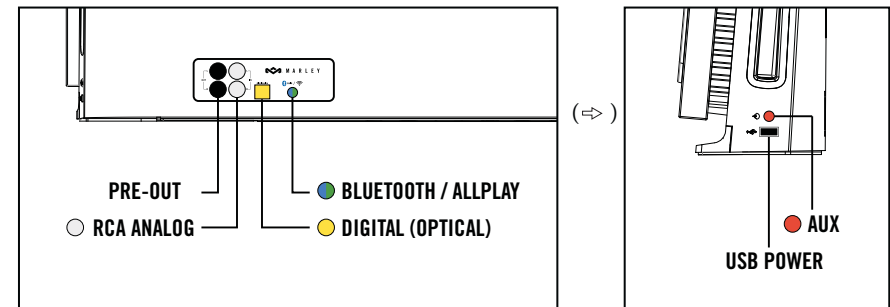 MARLEY
PRE-OUT
BLUETOOTH / ALLPLAY
RCA ANALOG
DIGITAL (OPTICAL)
AUX
USB POWER